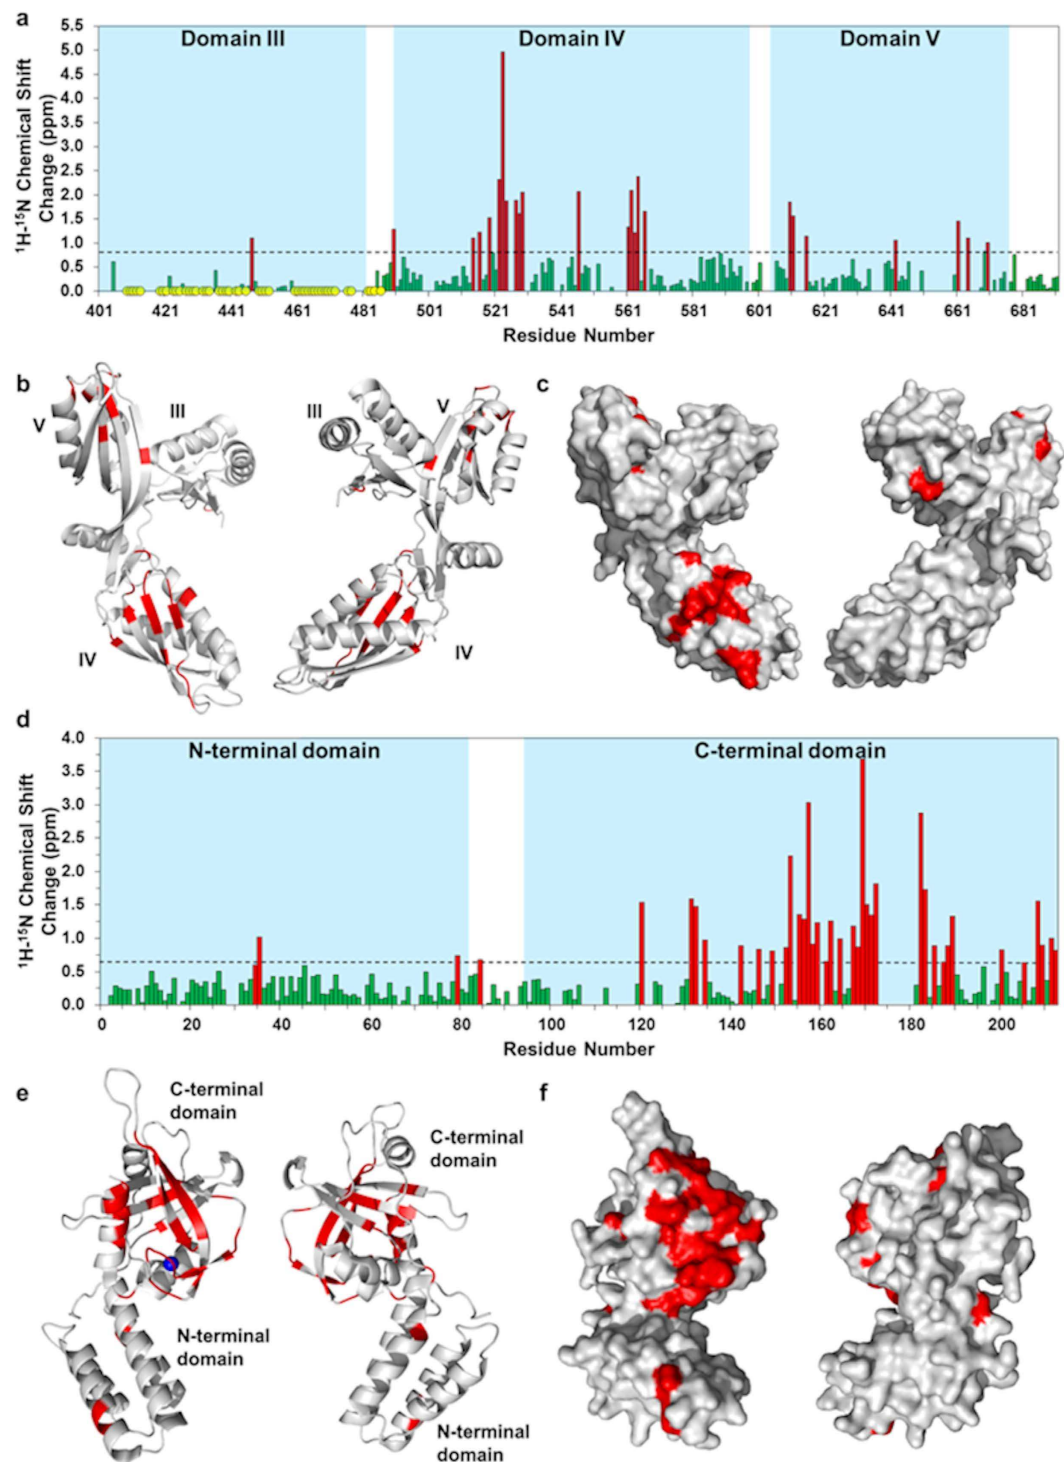 a
Domain III
Domain IV
Domain V
¹H-¹⁵N Chemical Shift
Change (ppm)
5.5
5.0
4.5
4.0
3.5
3.0
2.5
2.0
1.5
1.0
0.5
0.0
401 421 441 461 481 501 521 541 561 581 601 621 641 661 681
Residue Number
b
V
III
IV
III
V
IV
c
d
N-terminal domain
C-terminal domain
¹H-¹⁵N Chemical Shift
Change (ppm)
4.0
3.5
3.0
2.5
2.0
1.5
1.0
0.5
0.0
0 20 40 60 80 100 120 140 160 180 200
Residue Number
e
C-terminal
domain
N-terminal
domain
C-terminal
domain
N-terminal
domain
f